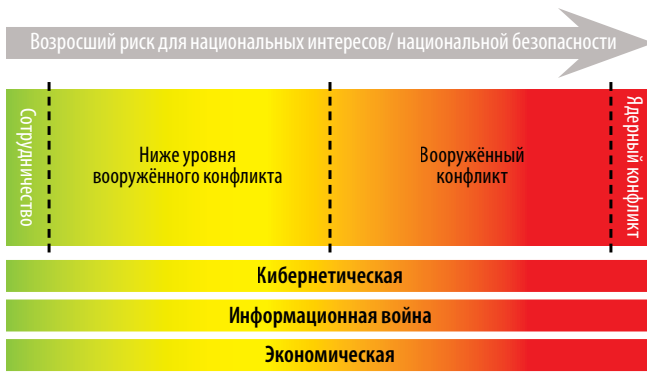 Возросший риск для национальных интересов/ национальной безопасности
Сотрудничество
Ниже уровня
вооружённого конфликта
Вооружённый
конфликт
Ядерный конфликт
Кибернетическая
Информационная война
Экономическая